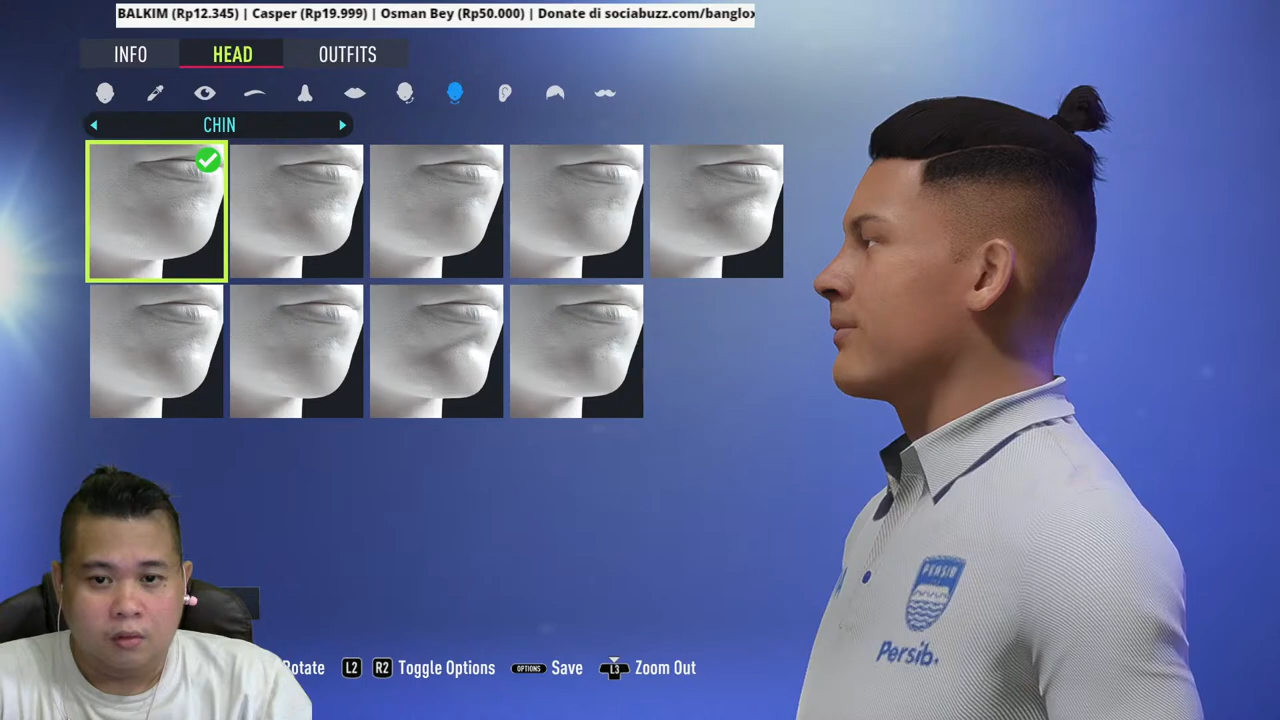 BALKIM (Rp12.345) | Casper (Rp19.999) | Osman Bey (Rp50.000) | Donate di sociabuzz.com/banglox
INFO HEAD OUTFITS
CHIN
PERSIB
Persib.
Rotate L2 R2 Toggle Options OPTIONS Save L3 Zoom Out